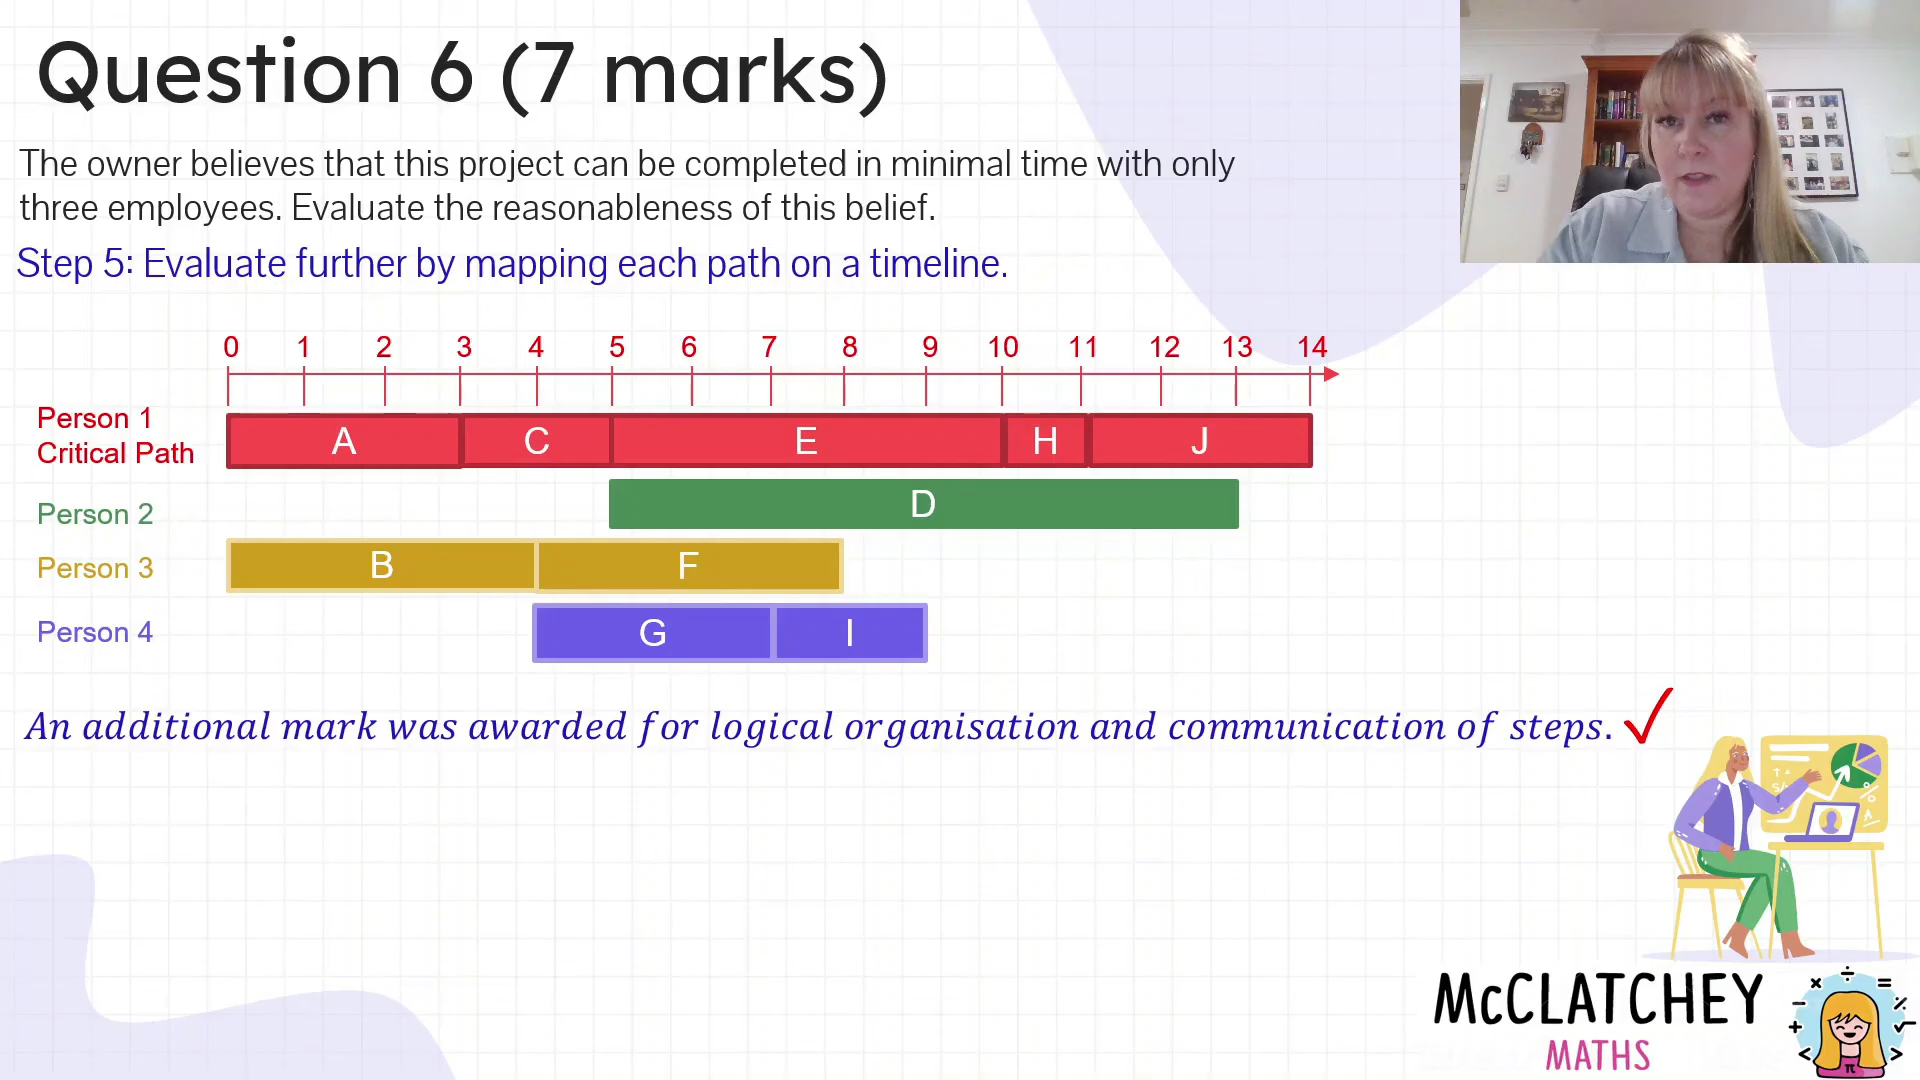 Question 6 (7 marks)
The owner believes that this project can be completed in minimal time with only
three employees. Evaluate the reasonableness of this belief.
Step 5: Evaluate further by mapping each path on a timeline.
0 1 2 3 4 5 6 7 8 9 10 11 12 13 14
Person 1
Critical Path
A C E H J
Person 2
D
Person 3
B F
Person 4
G I
An additional mark was awarded for logical organisation and communication of steps. ✓
McCLATCHEY
MATHS